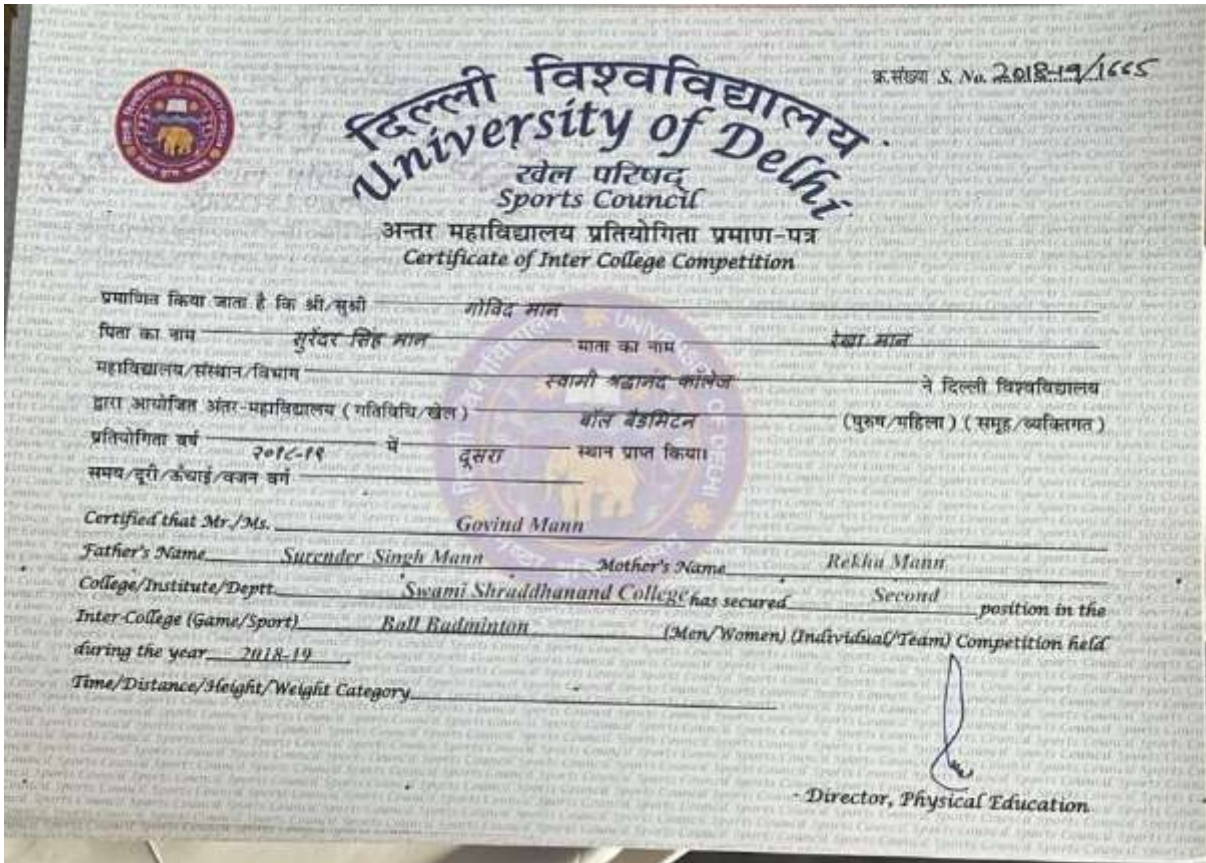 क्र.संख्या S. No. 2018-19/1665
दिल्ली विश्वविद्यालय
University of Delhi
खेल परिषद्
Sports Council
अन्तर महाविद्यालय प्रतियोगिता प्रमाण-पत्र
Certificate of Inter College Competition
प्रमाणित किया जाता है कि श्री/सुश्री गोविंद मान
पिता का नाम सुरेंदर सिंह मान माता का नाम रेखा मान
महाविद्यालय/संस्थान/विभाग स्वामी श्रद्धानंद कॉलेज ने दिल्ली विश्वविद्यालय
द्वारा आयोजित अंतर-महाविद्यालय (गतिविधि/खेल) बॉल बैडमिंटन (पुरुष/महिला) (समूह/व्यक्तिगत)
प्रतियोगिता वर्ष २०१८-१९ में दूसरा स्थान प्राप्त किया।
समय/दूरी/ऊँचाई/वजन वर्ग
Certified that Mr./Ms. Govind Mann
Father's Name Surender Singh Mann Mother's Name Rekha Mann
College/Institute/Deptt. Swami Shraddhanand College has secured Second position in the
Inter-College (Game/Sport) Ball Badminton (Men/Women) (Individual/Team) Competition held
during the year 2018-19
Time/Distance/Height/Weight Category
- Director, Physical Education